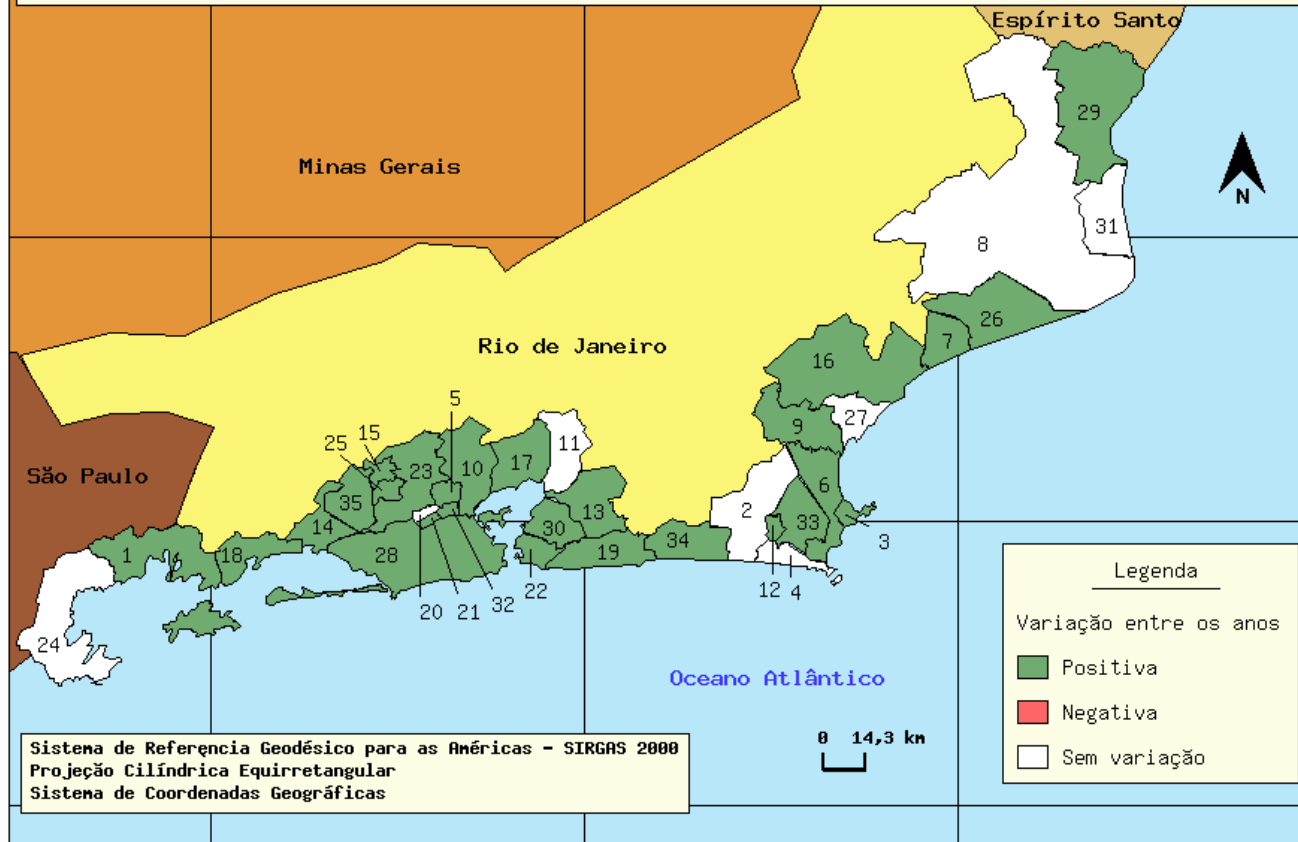 Espírito Santo
29
Minas Gerais
N
31
8
26
Rio de Janeiro
7
16
5
27
15
9
25
11
23
17
10
São Paulo
6
35
2
13
14
30
33
1
18
28
34
3
19
12
4
22
20
21
32
24
Legenda
Variação entre os anos
Positiva
Negativa
Sem variação
Oceano Atlântico
0 14,3 km
Sistema de Referençia Geodésico para as Américas - SIRGAS 2000
Projeção Cilíndrica Equirretangular
Sistema de Coordenadas Geográficas